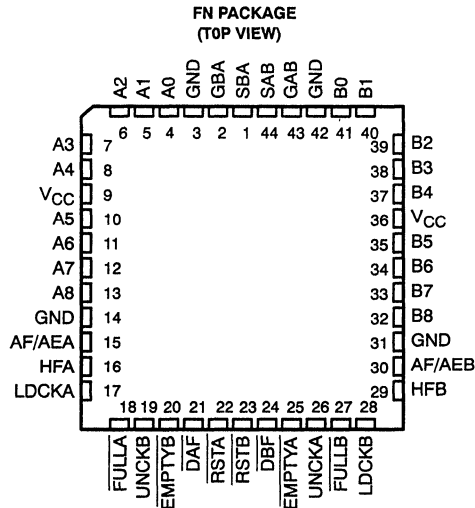 FN PACKAGE
(TOP VIEW)
A2 A1 A0 GND GBA SBA SAB GAB GND B0 B1
6 5 4 3 2 1 44 43 42 41 40
A3 7 39 B2
A4 8 38 B3
VCC 9 37 B4
A5 10 36 VCC
A6 11 35 B5
A7 12 34 B6
A8 13 33 B7
GND 14 32 B8
AF/AEA 15 31 GND
HFA 16 30 AF/AEB
LDCKA 17 29 HFB
18 19 20 21 22 23 24 25 26 27 28
FULLA UNCKB EMPTYB DAF RSTA RSTB DBF EMPTYA UNCKA FULLB LDCKB